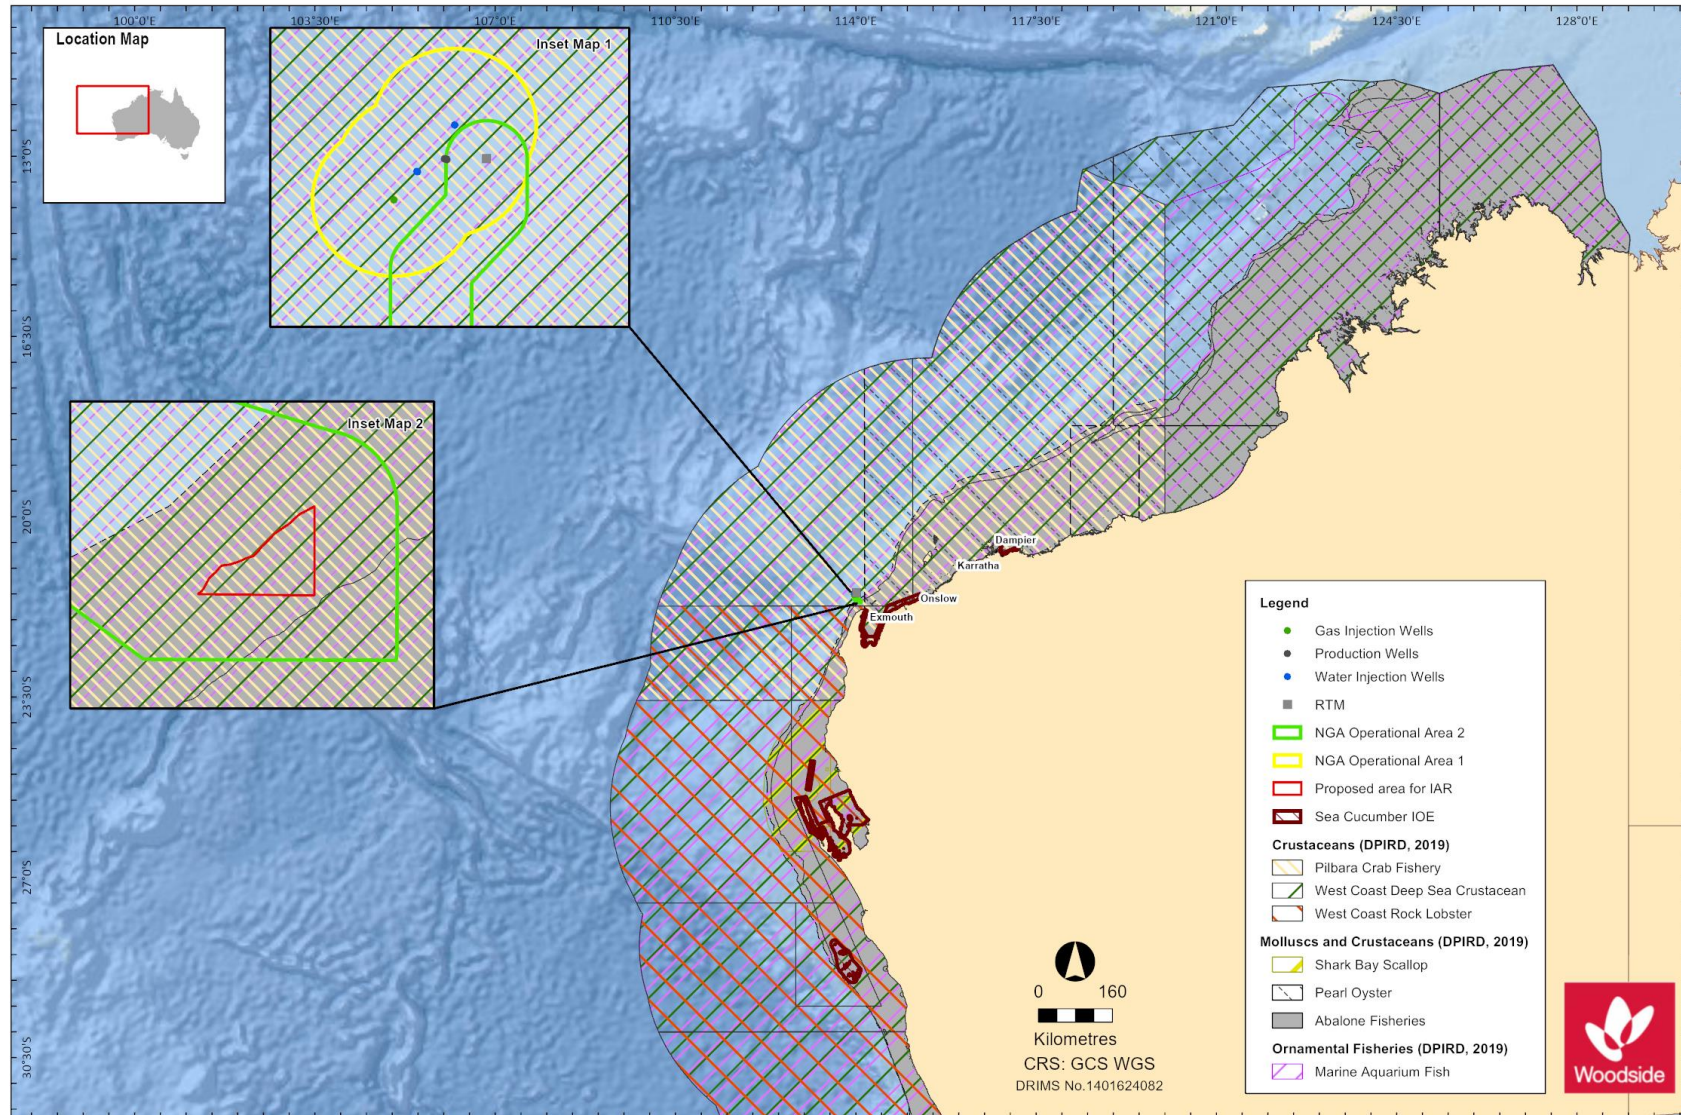 100°0'E 103°30'E 107°0'E 110°30'E 114°0'E 117°30'E 121°0'E 124°30'E 128°0'E
Location Map
Inset Map 1
13°0'S
16°30'S
Inset Map 2
20°0'S
Dampier
Karratha
Onslow
Exmouth
23°30'S
27°0'S
30°30'S
0 160
Kilometres
CRS: GCS WGS
DRIMS No.1401624082
Legend
Gas Injection Wells
Production Wells
Water Injection Wells
RTM
NGA Operational Area 2
NGA Operational Area 1
Proposed area for IAR
Sea Cucumber IOE
Crustaceans (DPIRD, 2019)
Pilbara Crab Fishery
West Coast Deep Sea Crustacean
West Coast Rock Lobster
Molluscs and Crustaceans (DPIRD, 2019)
Shark Bay Scallop
Pearl Oyster
Abalone Fisheries
Ornamental Fisheries (DPIRD, 2019)
Marine Aquarium Fish
Woodside